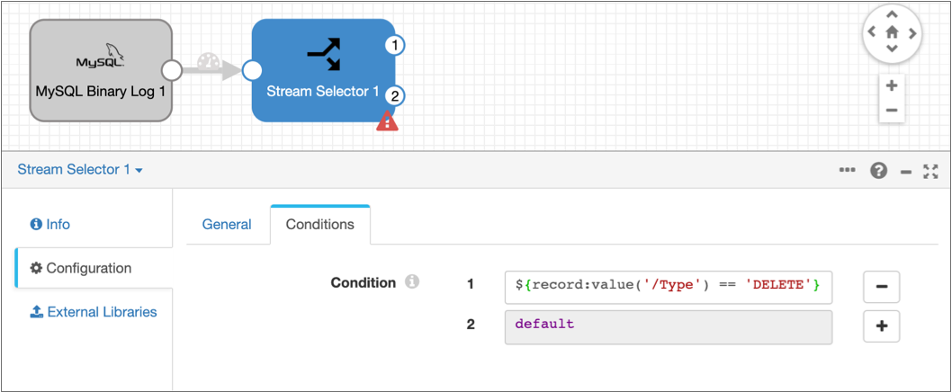 MySQL
MySQL Binary Log 1
Stream Selector 1
1
2
Stream Selector 1
Info
Configuration
External Libraries
General
Conditions
Condition
1
${record:value('/Type') == 'DELETE'}
2
default